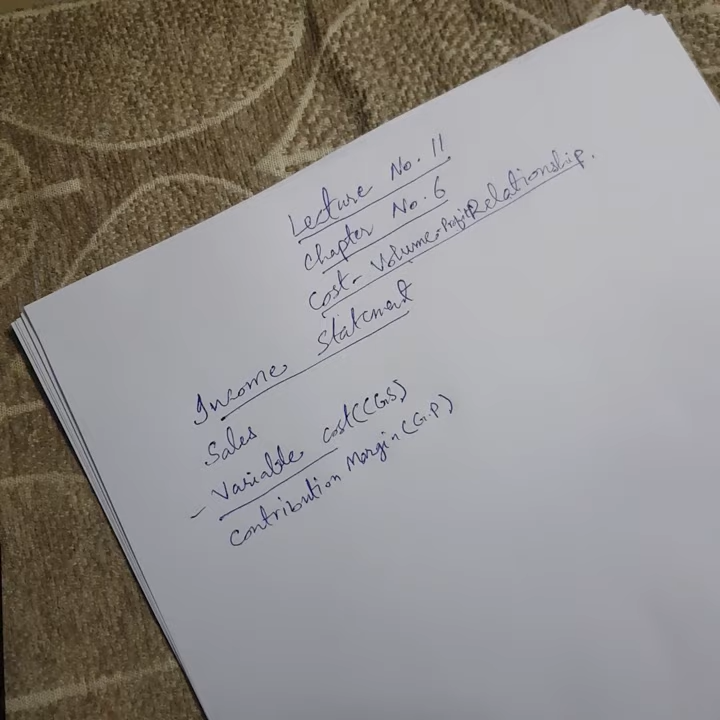 Lecture No. 11
Chapter No. 6
Cost-Volume-Profit Relationship.
Income Statement
Sales
- Variable cost (CGS)
Contribution Margin (G.P)